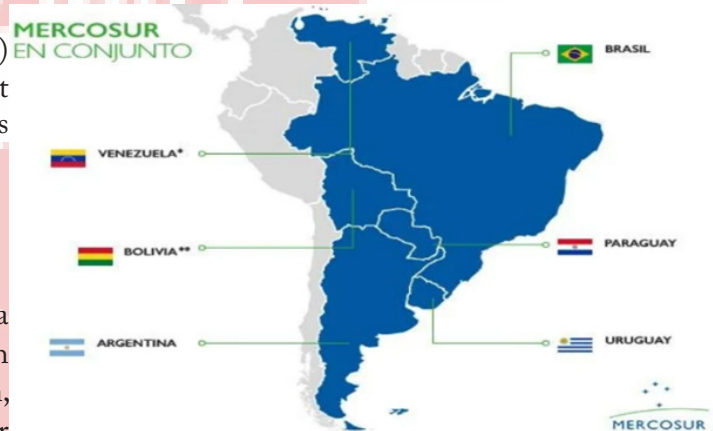 MERCOSUR
EN CONJUNTO
)
t
s
BRASIL
VENEZUELA*
BOLIVIA**
PARAGUAY
a
ARGENTINA
n
URUGUAY
MERCOSUR